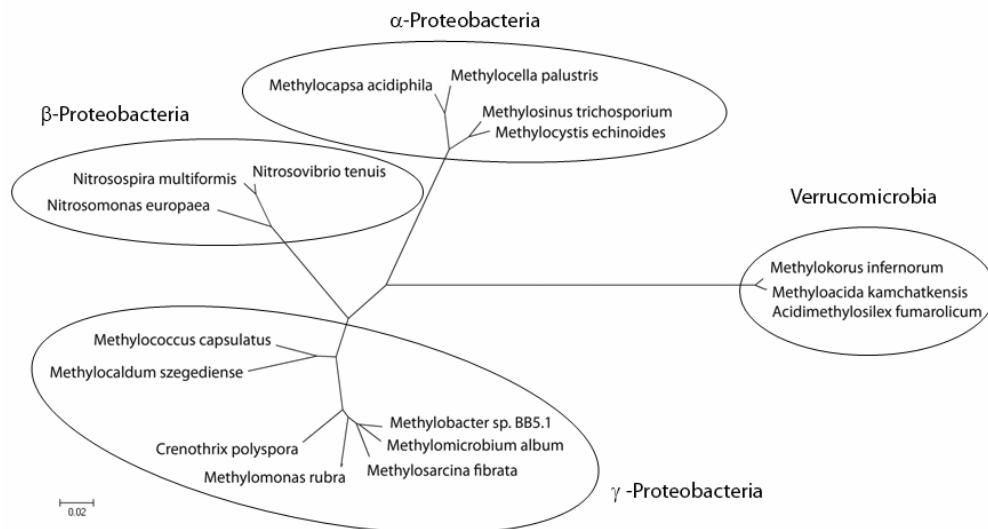 α-Proteobacteria
Methylocapsa acidiphila
Methylocella palustris
Methylosinus trichosporium
Methylocystis echinoides
β-Proteobacteria
Nitrosospira multiformis
Nitrosovibrio tenuis
Nitrosomonas europaea
Verrucomicrobia
Methylokorus infernorum
Methyloacida kamchatkensis
Acidimethylosilex fumarolicum
Methylococcus capsulatus
Methylocaldum szegediense
Crenothrix polyspora
Methylomonas rubra
Methylobacter sp. BB5.1
Methylomicrobium album
Methylosarcina fibrata
γ -Proteobacteria
0.02